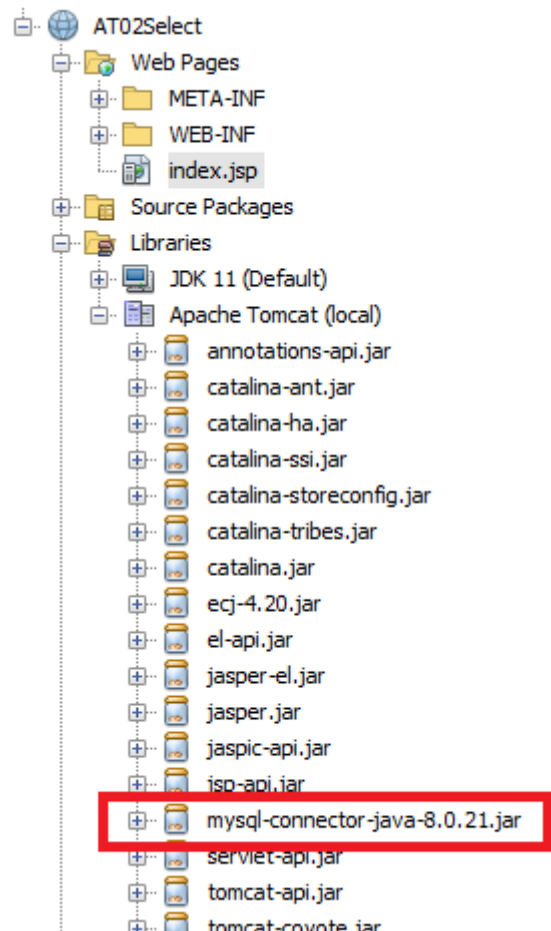 AT02Select
Web Pages
META-INF
WEB-INF
index.jsp
Source Packages
Libraries
JDK 11 (Default)
Apache Tomcat (local)
annotations-api.jar
catalina-ant.jar
catalina-ha.jar
catalina-ssi.jar
catalina-storeconfig.jar
catalina-tribes.jar
catalina.jar
ecj-4.20.jar
el-api.jar
jasper-el.jar
jasper.jar
jaspic-api.jar
jsp-api.jar
mysql-connector-java-8.0.21.jar
servlet-api.jar
tomcat-api.jar
tomcat-coyote.jar